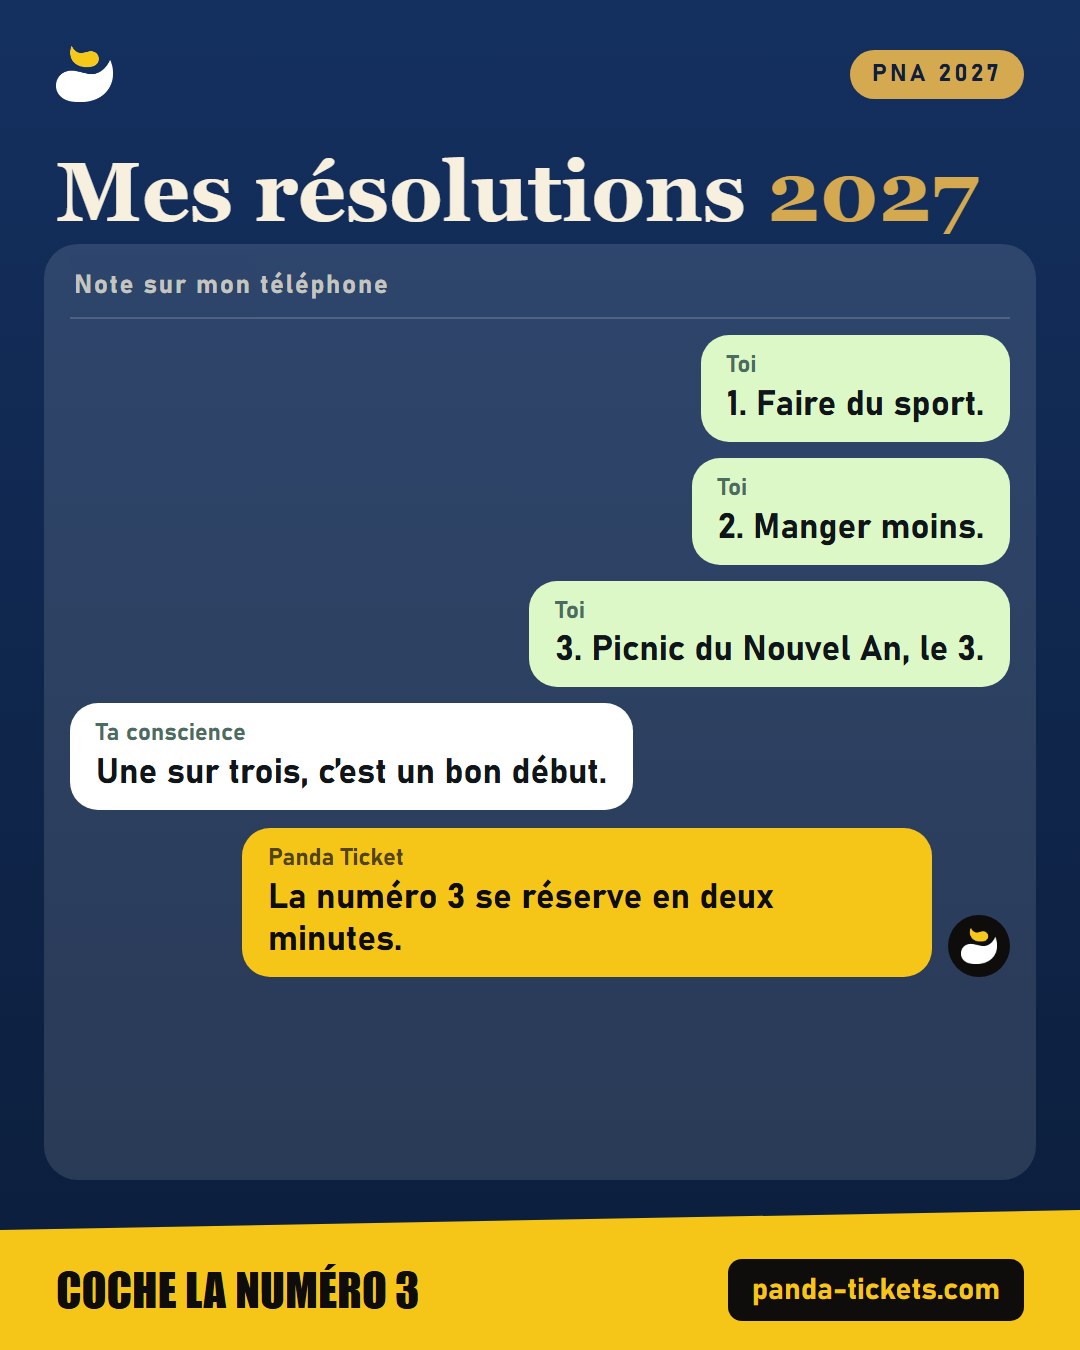 PNA 2027
Mes résolutions 2027
Note sur mon téléphone
Toi
1. Faire du sport.
Toi
2. Manger moins.
Toi
3. Picnic du Nouvel An, le 3.
Ta conscience
Une sur trois, c’est un bon début.
Panda Ticket
La numéro 3 se réserve en deux
minutes.
COCHE LA NUMÉRO 3
panda-tickets.com